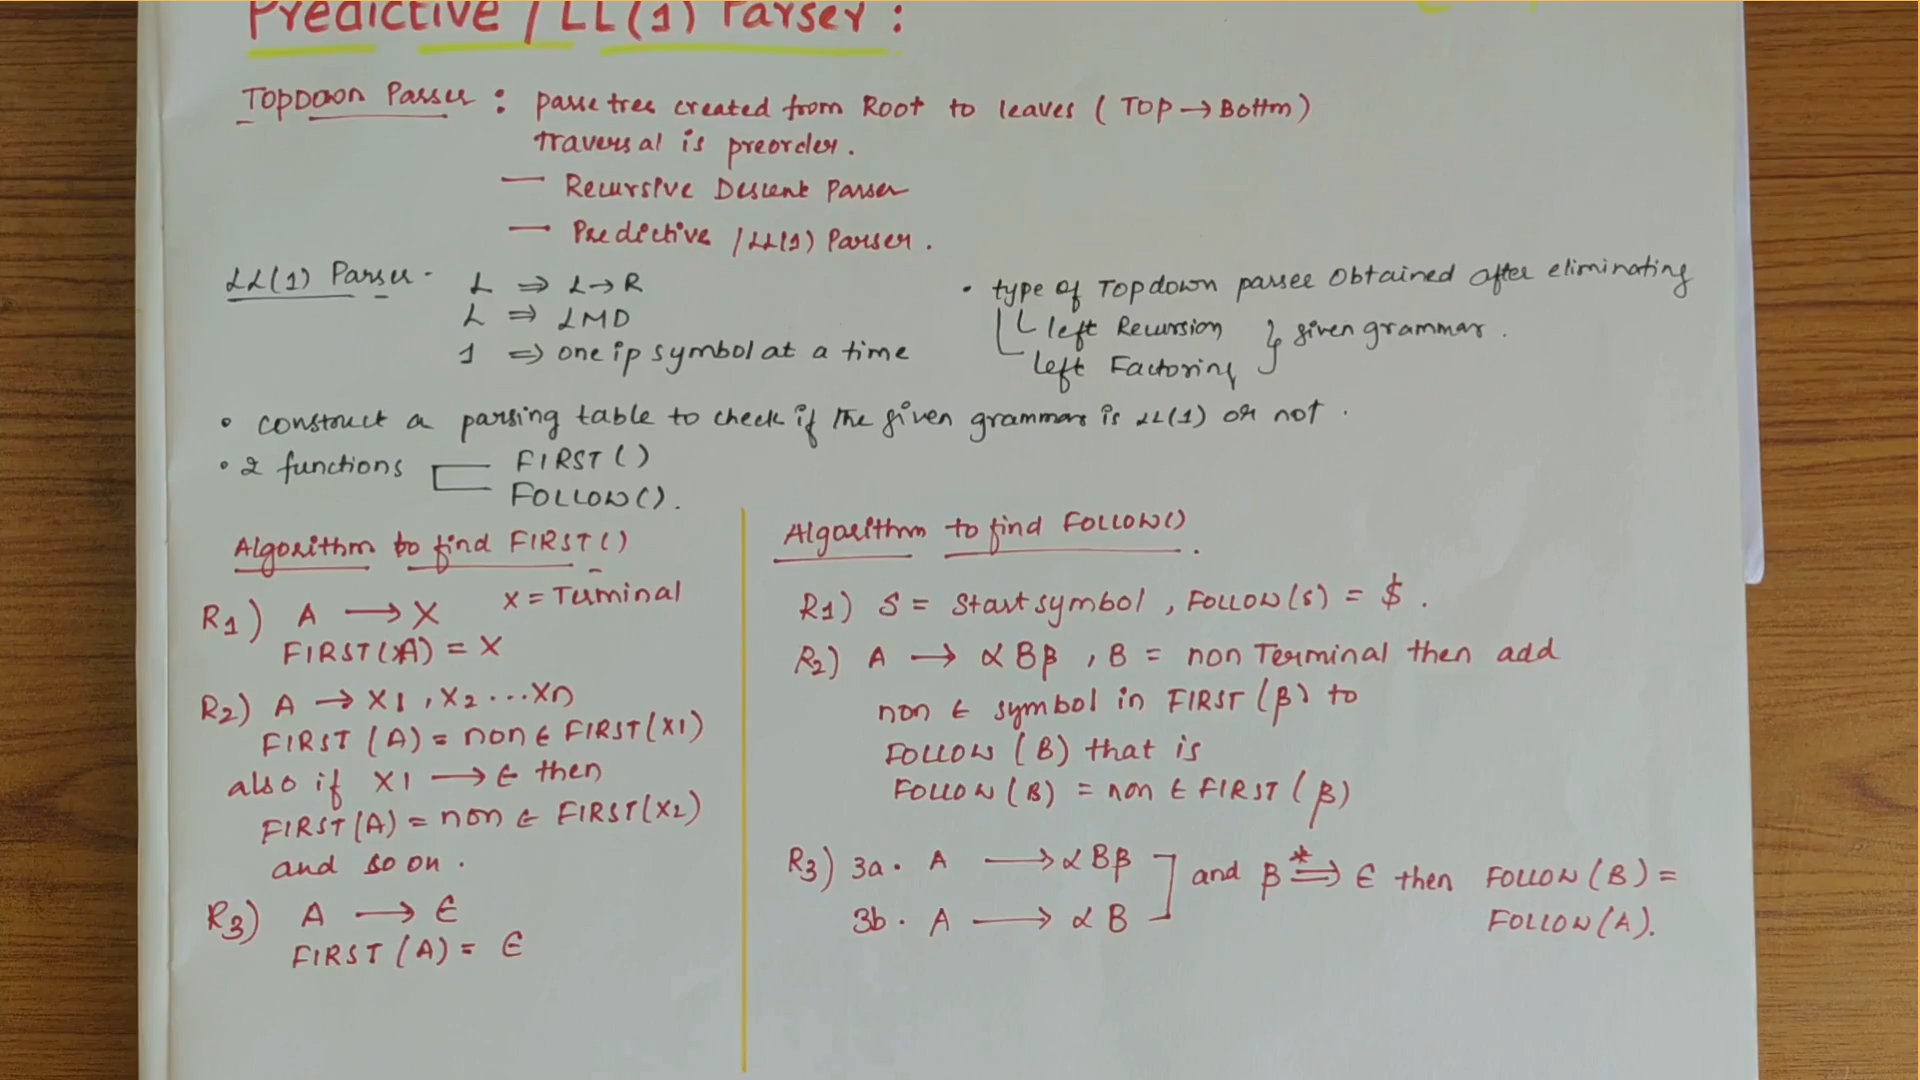 Predictive / LL(1) Parser :
TopDown Parser : parse tree created from Root to leaves ( TOP → Bottm )
Traversal is preorder .
— Recursive Descent Parser
— Predictive / LL(1) Parser .
LL(1) Parser -
L ⇒ L → R
L ⇒ LMD
1 ⇒ one ip symbol at a time
• type of Topdown parser Obtained after eliminating
left Recursion } given grammar .
left Factoring
• construct a parsing table to check if the given grammar is LL(1) or not .
• 2 functions
FIRST ( )
FOLLOW ( ) .
Algorithm to find FIRST ( )
R1 ) A → X X = Terminal
FIRST (A) = X
R2) A → X1 , X2 ... Xn
FIRST (A) = non ϵ FIRST (X1)
also if X1 → ϵ then
FIRST (A) = non ϵ FIRST (X2)
and so on .
R3) A → ϵ
FIRST (A) = ϵ
Algorithm to find FOLLOW ( ) .
R1) S = Start symbol , FOLLOW (S) = $ .
R2) A → αBβ , B = non Terminal then add
non ϵ symbol in FIRST (β) to
FOLLOW (B) that is
FOLLOW (B) = non ϵ FIRST (β)
R3) 3a . A → αBβ ] and β ⇒* ϵ then FOLLOW (B) =
3b . A → αB FOLLOW (A).